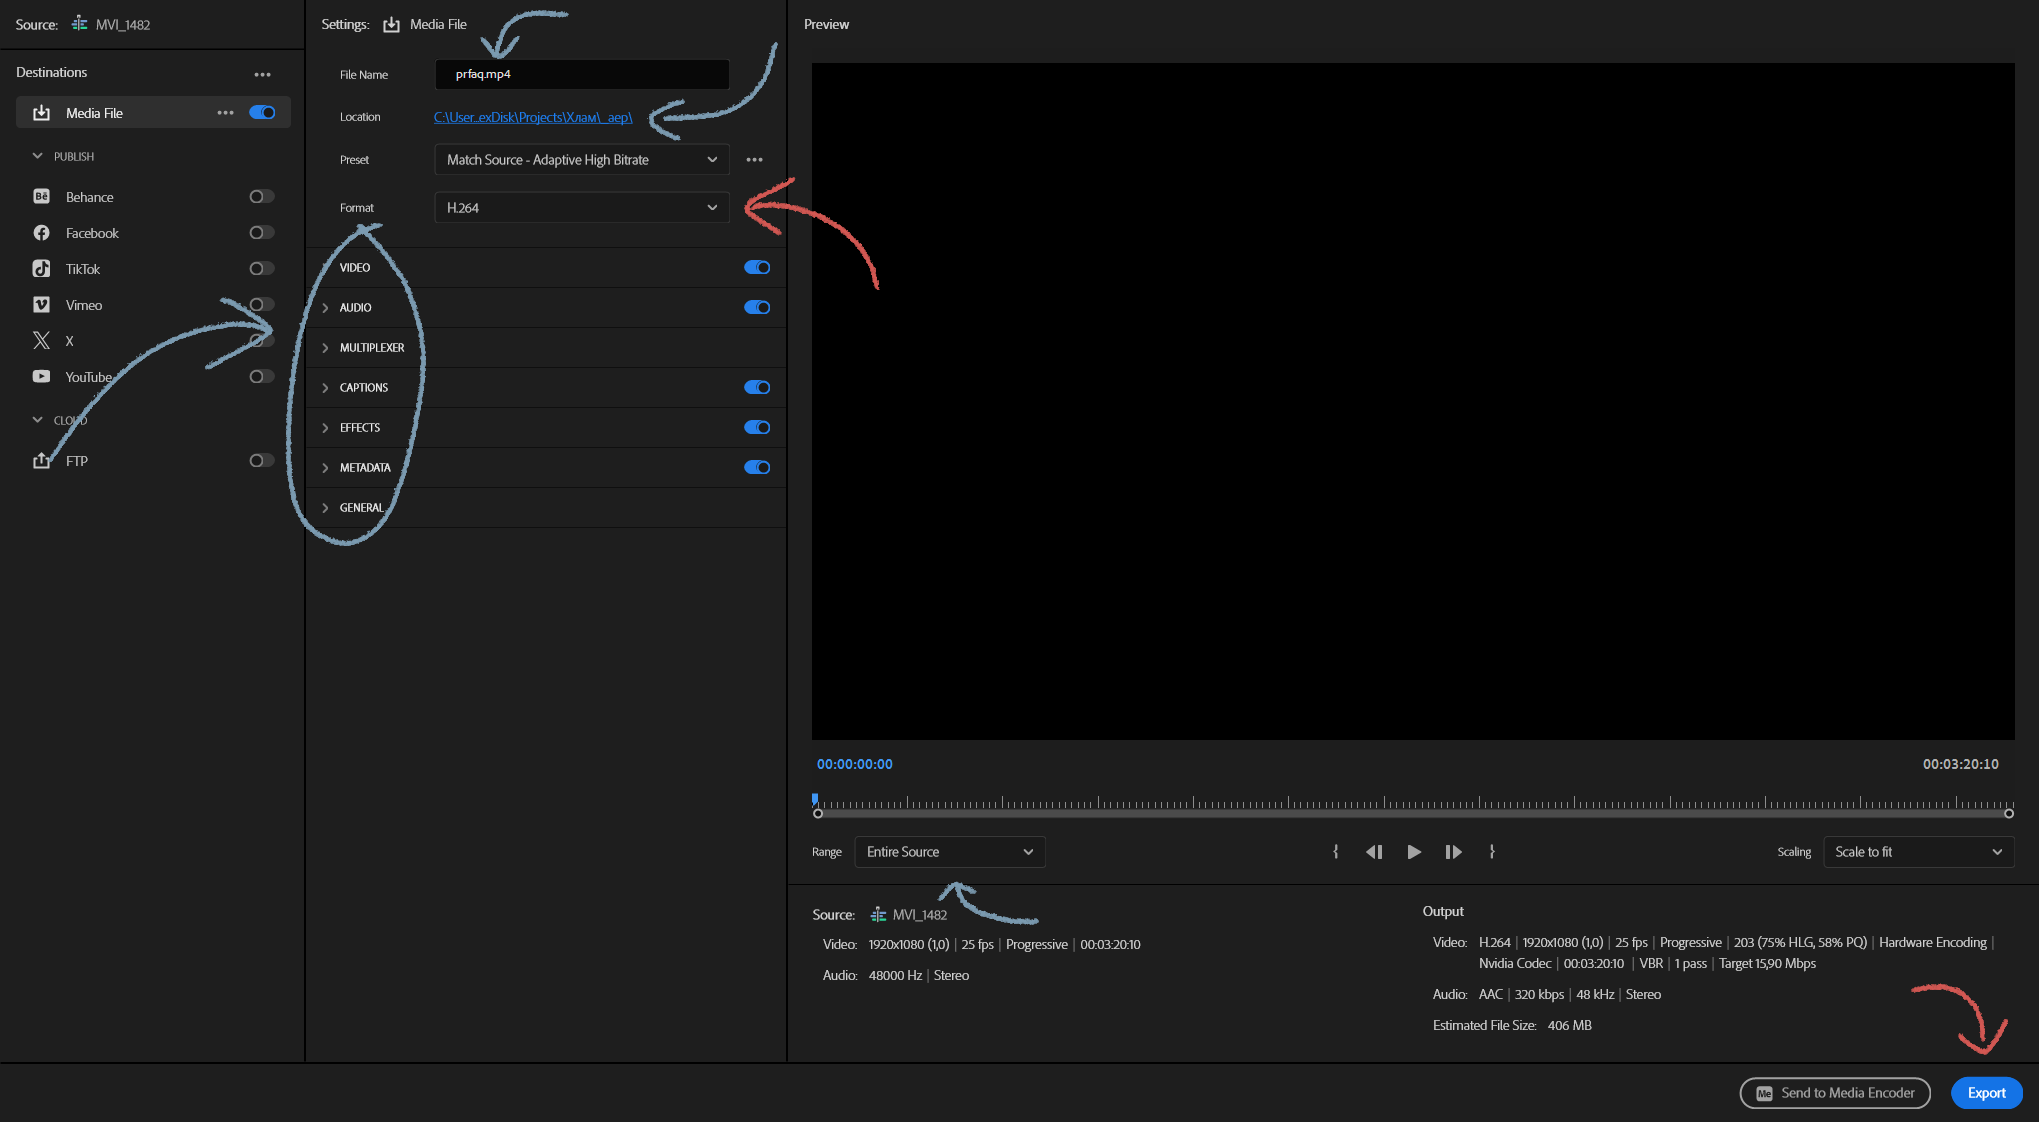 Source: MVI_1482
Destinations
Media File
PUBLISH
Behance
Facebook
TikTok
Vimeo
X
YouTube
CLOUD
FTP
Settings: Media File
File Name prfaq.mp4
Location C:\User..exDisk\Projects\Хлам\_aep\
Preset Match Source - Adaptive High Bitrate
Format H.264
VIDEO
AUDIO
MULTIPLEXER
CAPTIONS
EFFECTS
METADATA
GENERAL
Preview
00:00:00:00 00:03:20:10
Range Entire Source Scaling Scale to fit
Source: MVI_1482
Video: 1920x1080 (1,0) | 25 fps | Progressive | 00:03:20:10
Audio: 48000 Hz | Stereo
Output
Video: H.264 | 1920x1080 (1,0) | 25 fps | Progressive | 203 (75% HLG, 58% PQ) | Hardware Encoding |
Nvidia Codec | 00:03:20:10 | VBR | 1 pass | Target 15,90 Mbps
Audio: AAC | 320 kbps | 48 kHz | Stereo
Estimated File Size: 406 MB
Me Send to Media Encoder Export